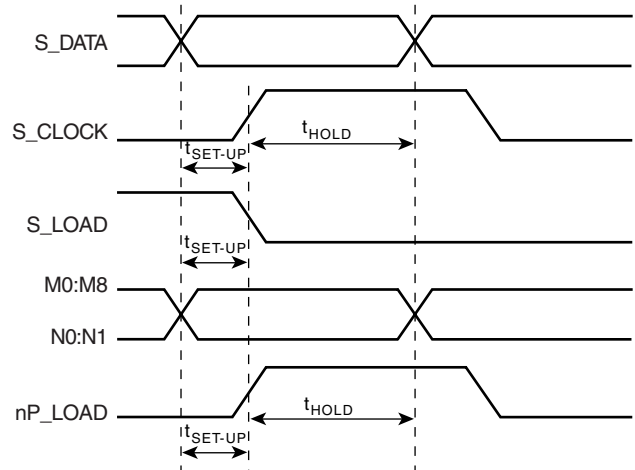 S_DATA
S_CLOCK
tHOLD
tSET-UP
S_LOAD
tSET-UP
M0:M8
N0:N1
nP_LOAD
tHOLD
tSET-UP